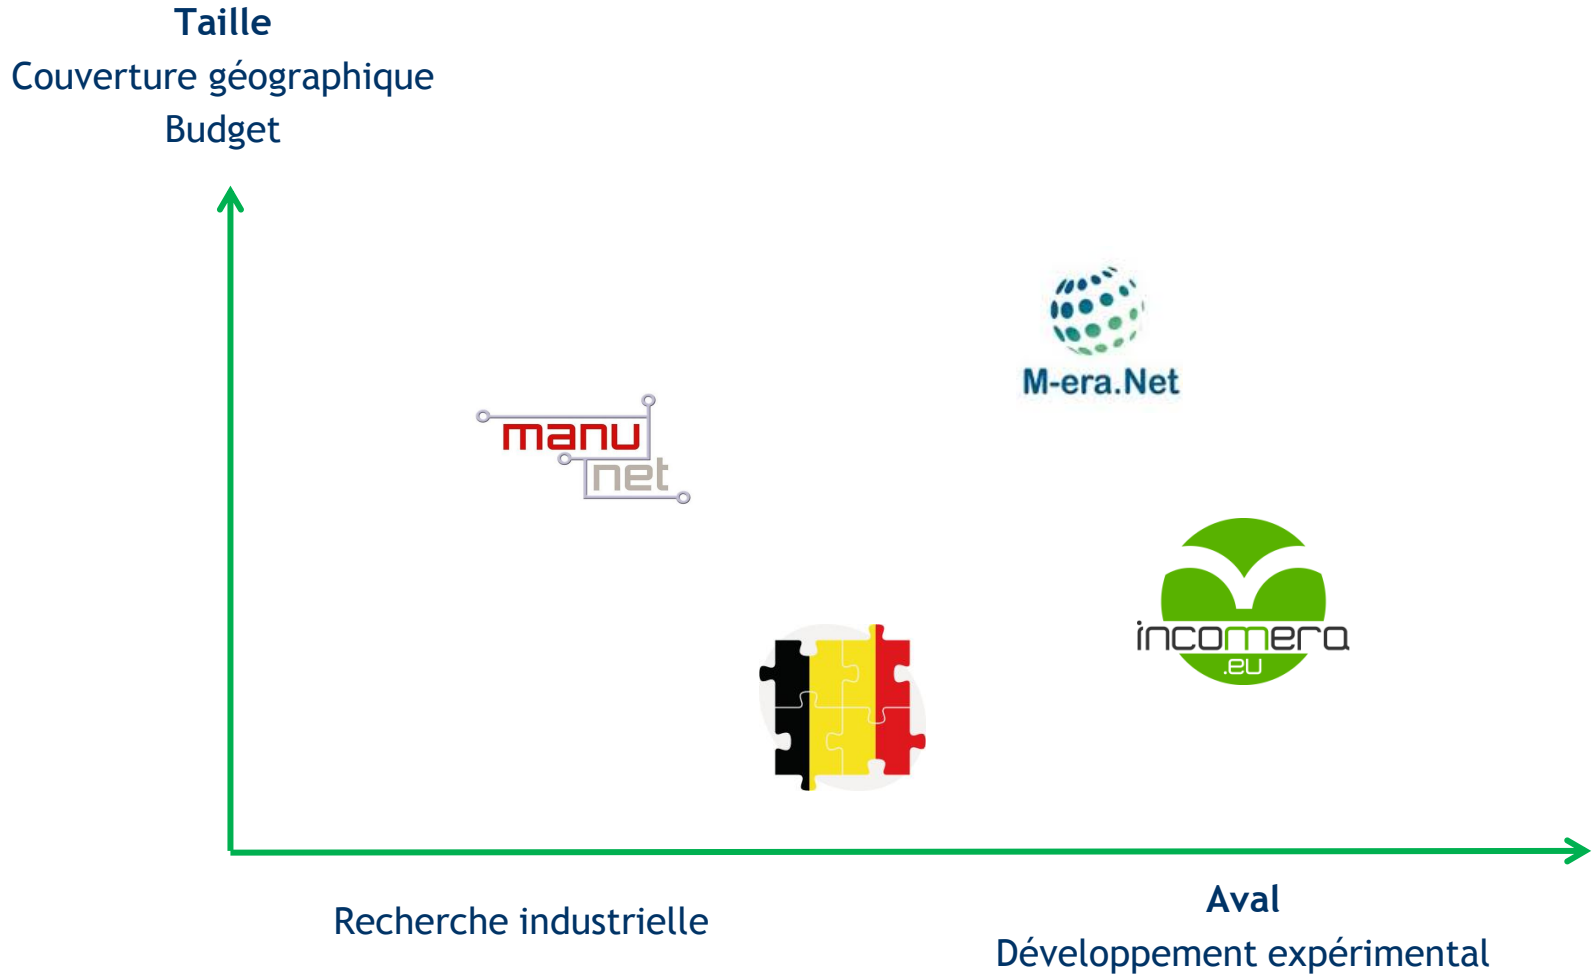 Taille
Couverture géographique
Budget
M-era.Net
manu
net
incomera
.eu
Recherche industrielle
Aval
Développement expérimental